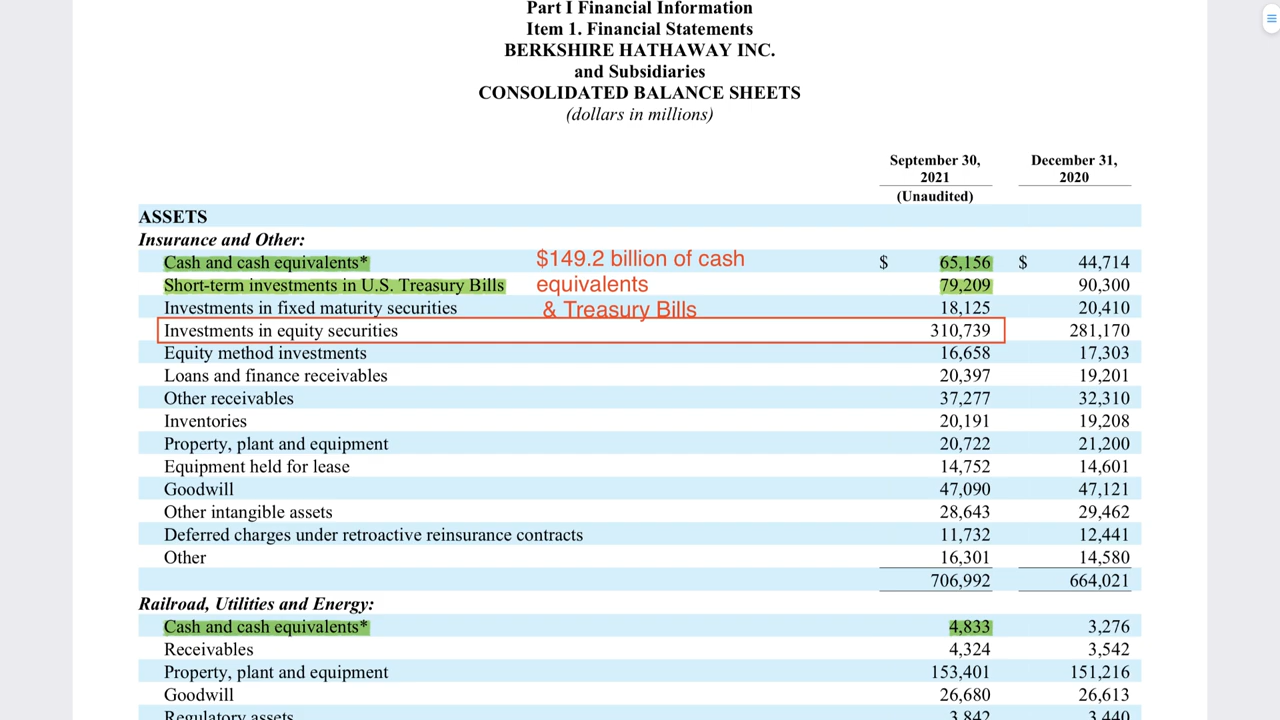 Part I Financial Information
Item 1. Financial Statements
BERKSHIRE HATHAWAY INC.
and Subsidiaries
CONSOLIDATED BALANCE SHEETS
(dollars in millions)
September 30, December 31,
2021 2020
(Unaudited)
ASSETS
Insurance and Other:
Cash and cash equivalents* $ 65,156 $ 44,714
Short-term investments in U.S. Treasury Bills 79,209 90,300
$149.2 billion of cash
equivalents
& Treasury Bills
Investments in fixed maturity securities 18,125 20,410
Investments in equity securities 310,739 281,170
Equity method investments 16,658 17,303
Loans and finance receivables 20,397 19,201
Other receivables 37,277 32,310
Inventories 20,191 19,208
Property, plant and equipment 20,722 21,200
Equipment held for lease 14,752 14,601
Goodwill 47,090 47,121
Other intangible assets 28,643 29,462
Deferred charges under retroactive reinsurance contracts 11,732 12,441
Other 16,301 14,580
706,992 664,021
Railroad, Utilities and Energy:
Cash and cash equivalents* 4,833 3,276
Receivables 4,324 3,542
Property, plant and equipment 153,401 151,216
Goodwill 26,680 26,613
Regulatory assets 3,842 3,440